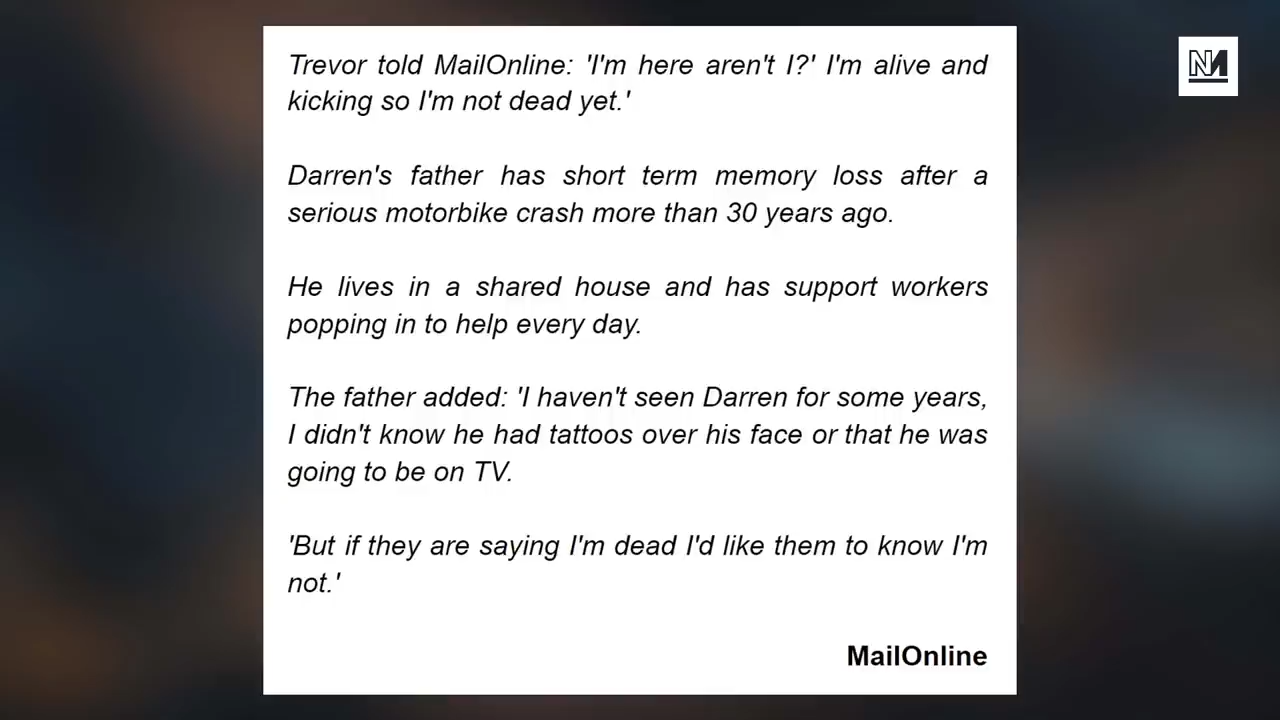 Trevor told MailOnline: 'I'm here aren't I?' I'm alive and
kicking so I'm not dead yet.'
Darren's father has short term memory loss after a
serious motorbike crash more than 30 years ago.
He lives in a shared house and has support workers
popping in to help every day.
The father added: 'I haven't seen Darren for some years,
I didn't know he had tattoos over his face or that he was
going to be on TV.
'But if they are saying I'm dead I'd like them to know I'm
not.'
MailOnline
NM